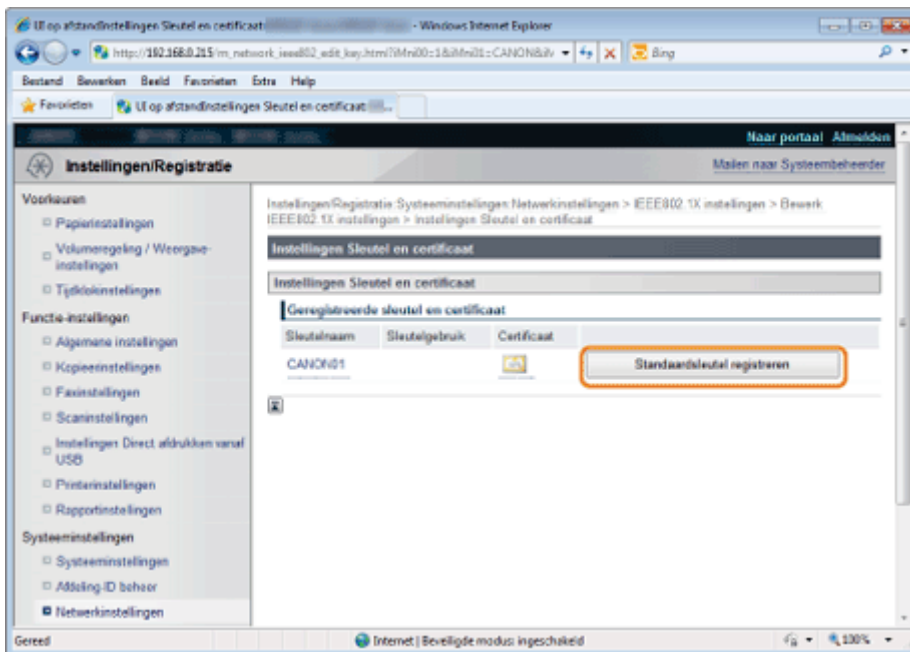 UI op afstandInstellingen Sleutel en certificaat: - Windows Internet Explorer
http://192.168.0.215/m_network_ieee802_edit_key.html?iMni00=1&iMni01=CANON&iN
Bing
Bestand Bewerken Beeld Favorieten Extra Help
Favorieten UI op afstandInstellingen Sleutel en certificaat: ...
Naar portaal Afmelden
Instellingen/Registratie
Mailen naar Systeembeheerder
Voorkeuren
Papierinstellingen
Volumeregeling / Weergave-
instellingen
Tijdklokinstellingen
Functie-instellingen
Algemene instellingen
Kopieerinstellingen
Faxinstellingen
Scaninstellingen
Instellingen Direct afdrukken vanaf
USB
Printerinstellingen
Rapportinstellingen
Systeeminstellingen
Systeeminstellingen
Afdeling-ID beheer
Netwerkinstellingen
Instellingen/Registratie:Systeeminstellingen:Netwerkinstellingen > IEEE802.1X instellingen > Bewerk
IEEE802.1X instellingen > Instellingen Sleutel en certificaat
Instellingen Sleutel en certificaat
Instellingen Sleutel en certificaat
Geregistreerde sleutel en certificaat
Sleutelnaam Sleutelgebruik Certificaat
CANON01 Standaardsleutel registreren
Gereed Internet | Beveiligde modus: ingeschakeld 100%